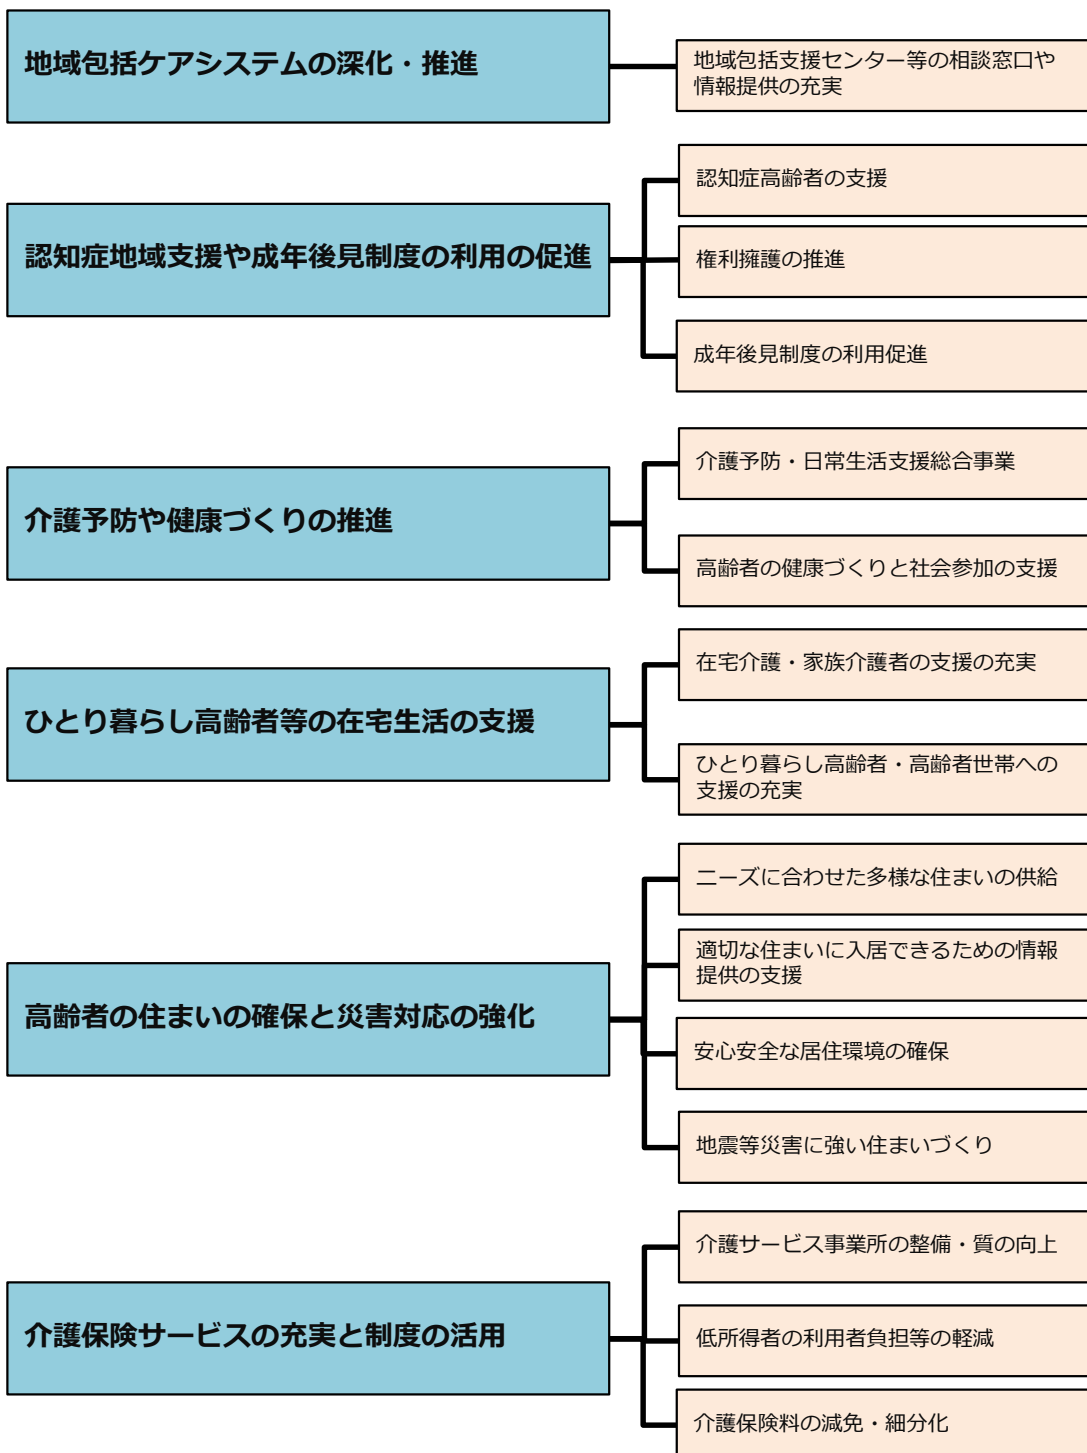 地域包括ケアシステムの深化・推進
地域包括支援センター等の相談窓口や
情報提供の充実
認知症地域支援や成年後見制度の利用の促進
認知症高齢者の支援
権利擁護の推進
成年後見制度の利用促進
介護予防や健康づくりの推進
介護予防・日常生活支援総合事業
高齢者の健康づくりと社会参加の支援
ひとり暮らし高齢者等の在宅生活の支援
在宅介護・家族介護者の支援の充実
ひとり暮らし高齢者・高齢者世帯への
支援の充実
高齢者の住まいの確保と災害対応の強化
ニーズに合わせた多様な住まいの供給
適切な住まいに入居できるための情報
提供の支援
安心安全な居住環境の確保
地震等災害に強い住まいづくり
介護保険サービスの充実と制度の活用
介護サービス事業所の整備・質の向上
低所得者の利用者負担等の軽減
介護保険料の減免・細分化